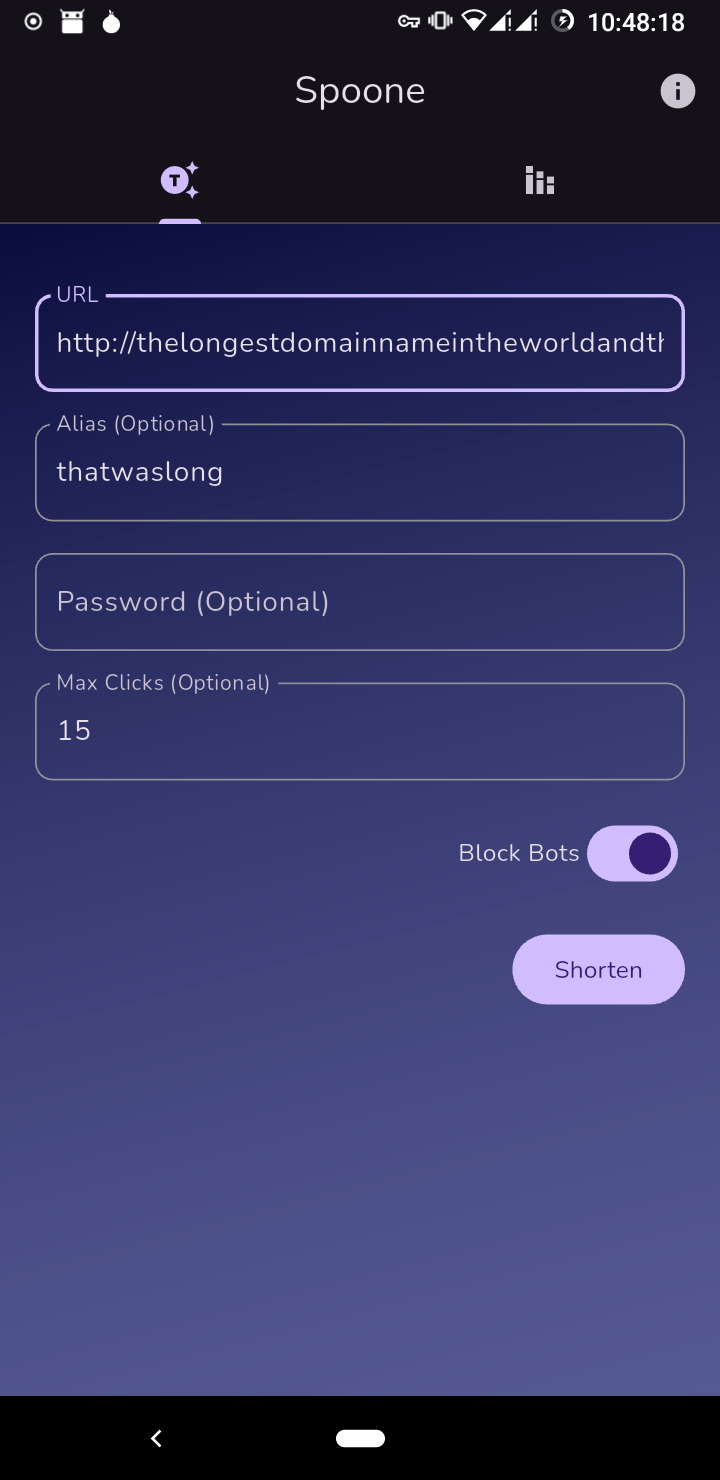 10:48:18
Spoone
URL
http://thelongestdomainnameintheworldandth
Alias (Optional)
thatwaslong
Password (Optional)
Max Clicks (Optional)
15
Block Bots
Shorten